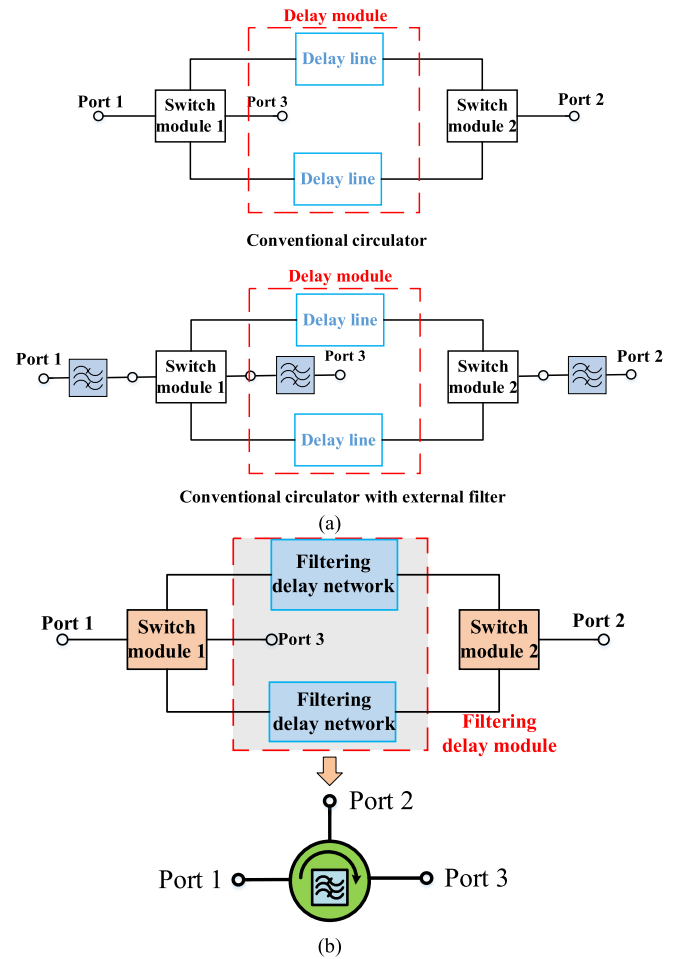 Delay module
Delay line
Port 1
Switch
module 1
Port 3
Switch
module 2
Port 2
Delay line
Conventional circulator
Delay module
Delay line
Port 1
Switch
module 1
Port 3
Switch
module 2
Port 2
Delay line
Conventional circulator with external filter
(a)
Filtering
delay network
Port 1
Switch
module 1
Port 3
Switch
module 2
Port 2
Filtering
delay network
Filtering
delay module
Port 2
Port 1
Port 3
(b)